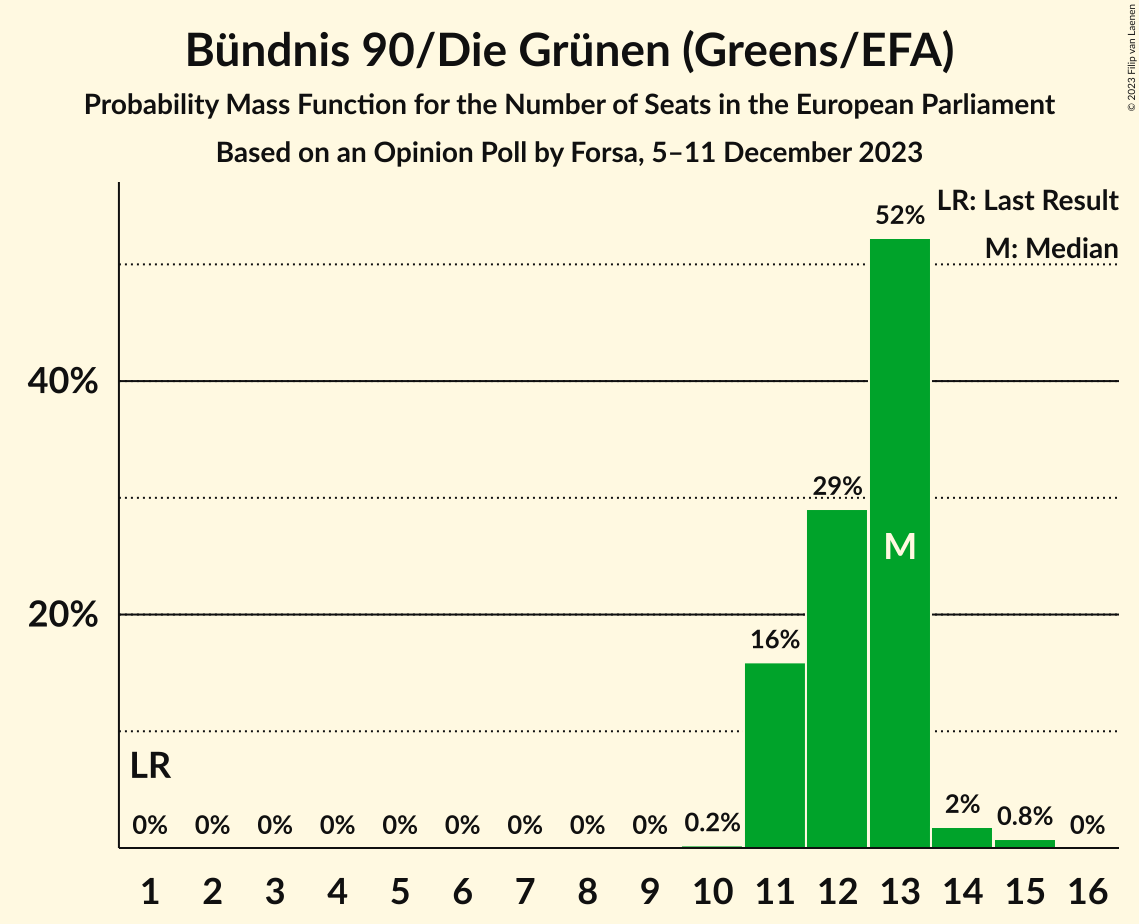 Bündnis 90/Die Grünen (Greens/EFA)
Probability Mass Function for the Number of Seats in the European Parliament
Based on an Opinion Poll by Forsa, 5–11 December 2023
© 2023 Filip van Laenen
LR: Last Result
M: Median
52%
40%
29%
M
20%
16%
LR
0% 0% 0% 0% 0% 0% 0% 0% 0% 0.2% 2% 0.8% 0%
1 2 3 4 5 6 7 8 9 10 11 12 13 14 15 16